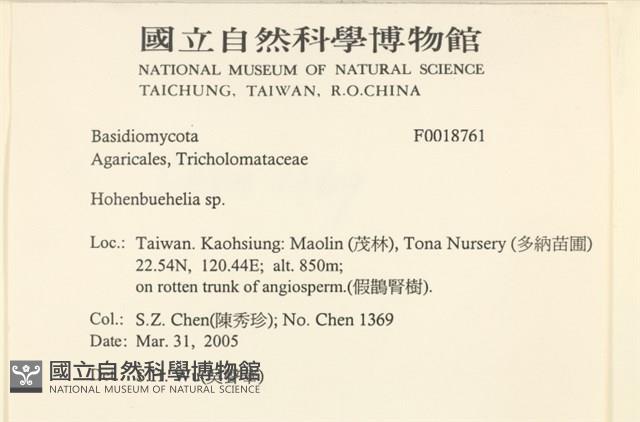 國立自然科學博物館
NATIONAL MUSEUM OF NATURAL SCIENCE
TAICHUNG, TAIWAN, R.O.CHINA
Basidiomycota F0018761
Agaricales, Tricholomataceae
Hohenbuehelia sp.
Loc.: Taiwan. Kaohsiung: Maolin (茂林), Tona Nursery (多納苗圃)
22.54N, 120.44E; alt. 850m;
on rotten trunk of angiosperm.(假鵲腎樹).
Col.: S.Z. Chen(陳秀珍); No. Chen 1369
Date: Mar. 31, 2005
國立自然科學博物館
NATIONAL MUSEUM OF NATURAL SCIENCE